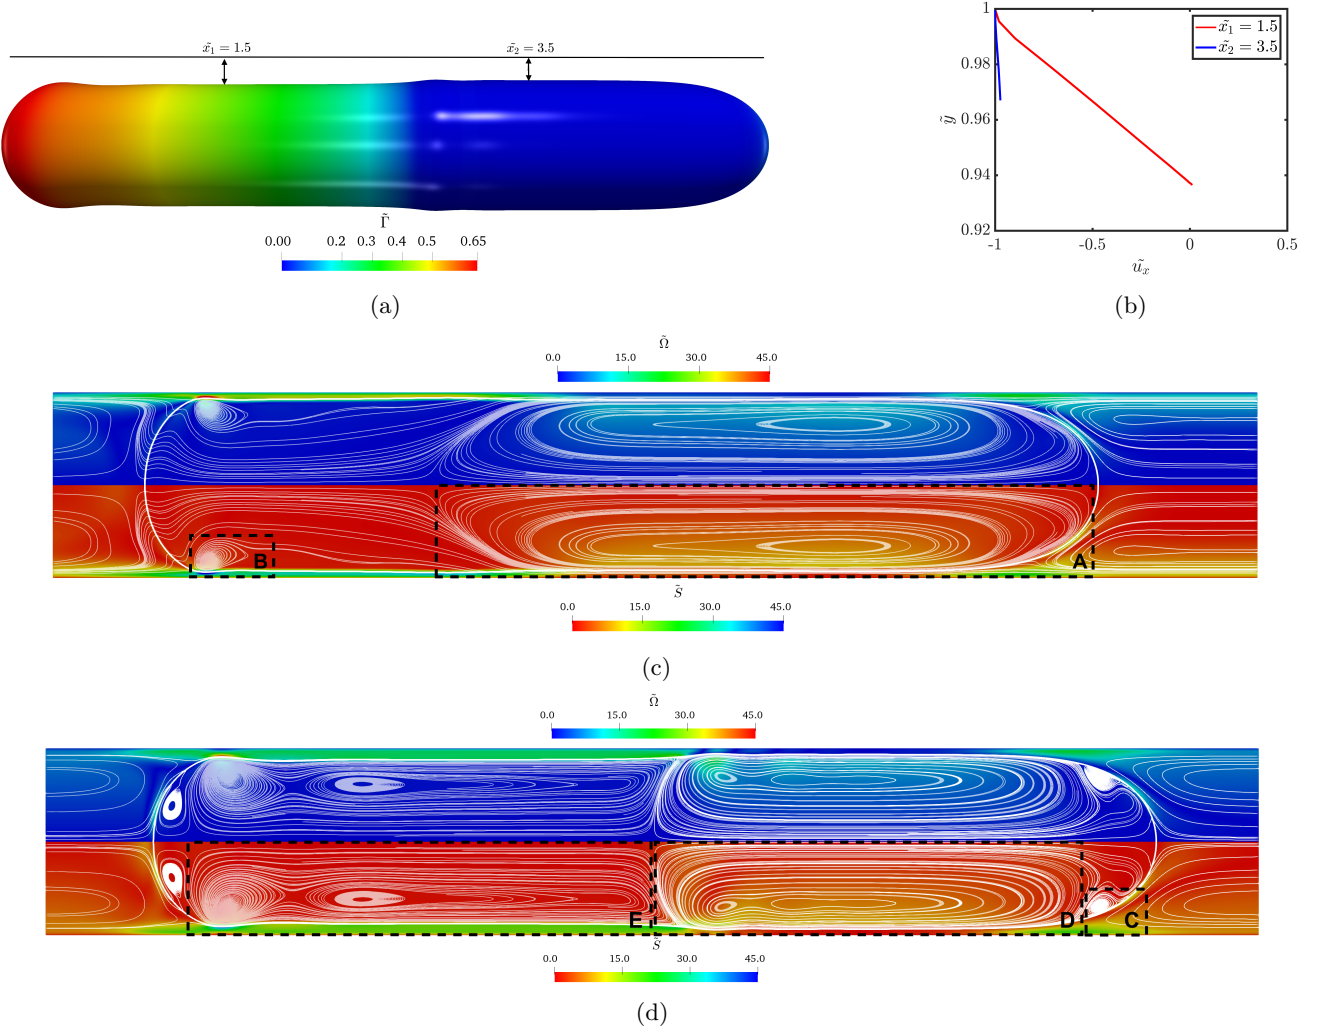 x̃₁ = 1.5
x̃₂ = 3.5
Γ̃
0.00 0.2 0.3 0.4 0.5 0.65
(a)
1
0.98
0.96
0.94
0.92
ỹ
-1 -0.5 0 0.5
ũₓ
x̃₁ = 1.5
x̃₂ = 3.5
(b)
Ω̃
0.0 15.0 30.0 45.0
B
A
S̃
0.0 15.0 30.0 45.0
(c)
Ω̃
0.0 15.0 30.0 45.0
E
D
C
S̃
0.0 15.0 30.0 45.0
(d)